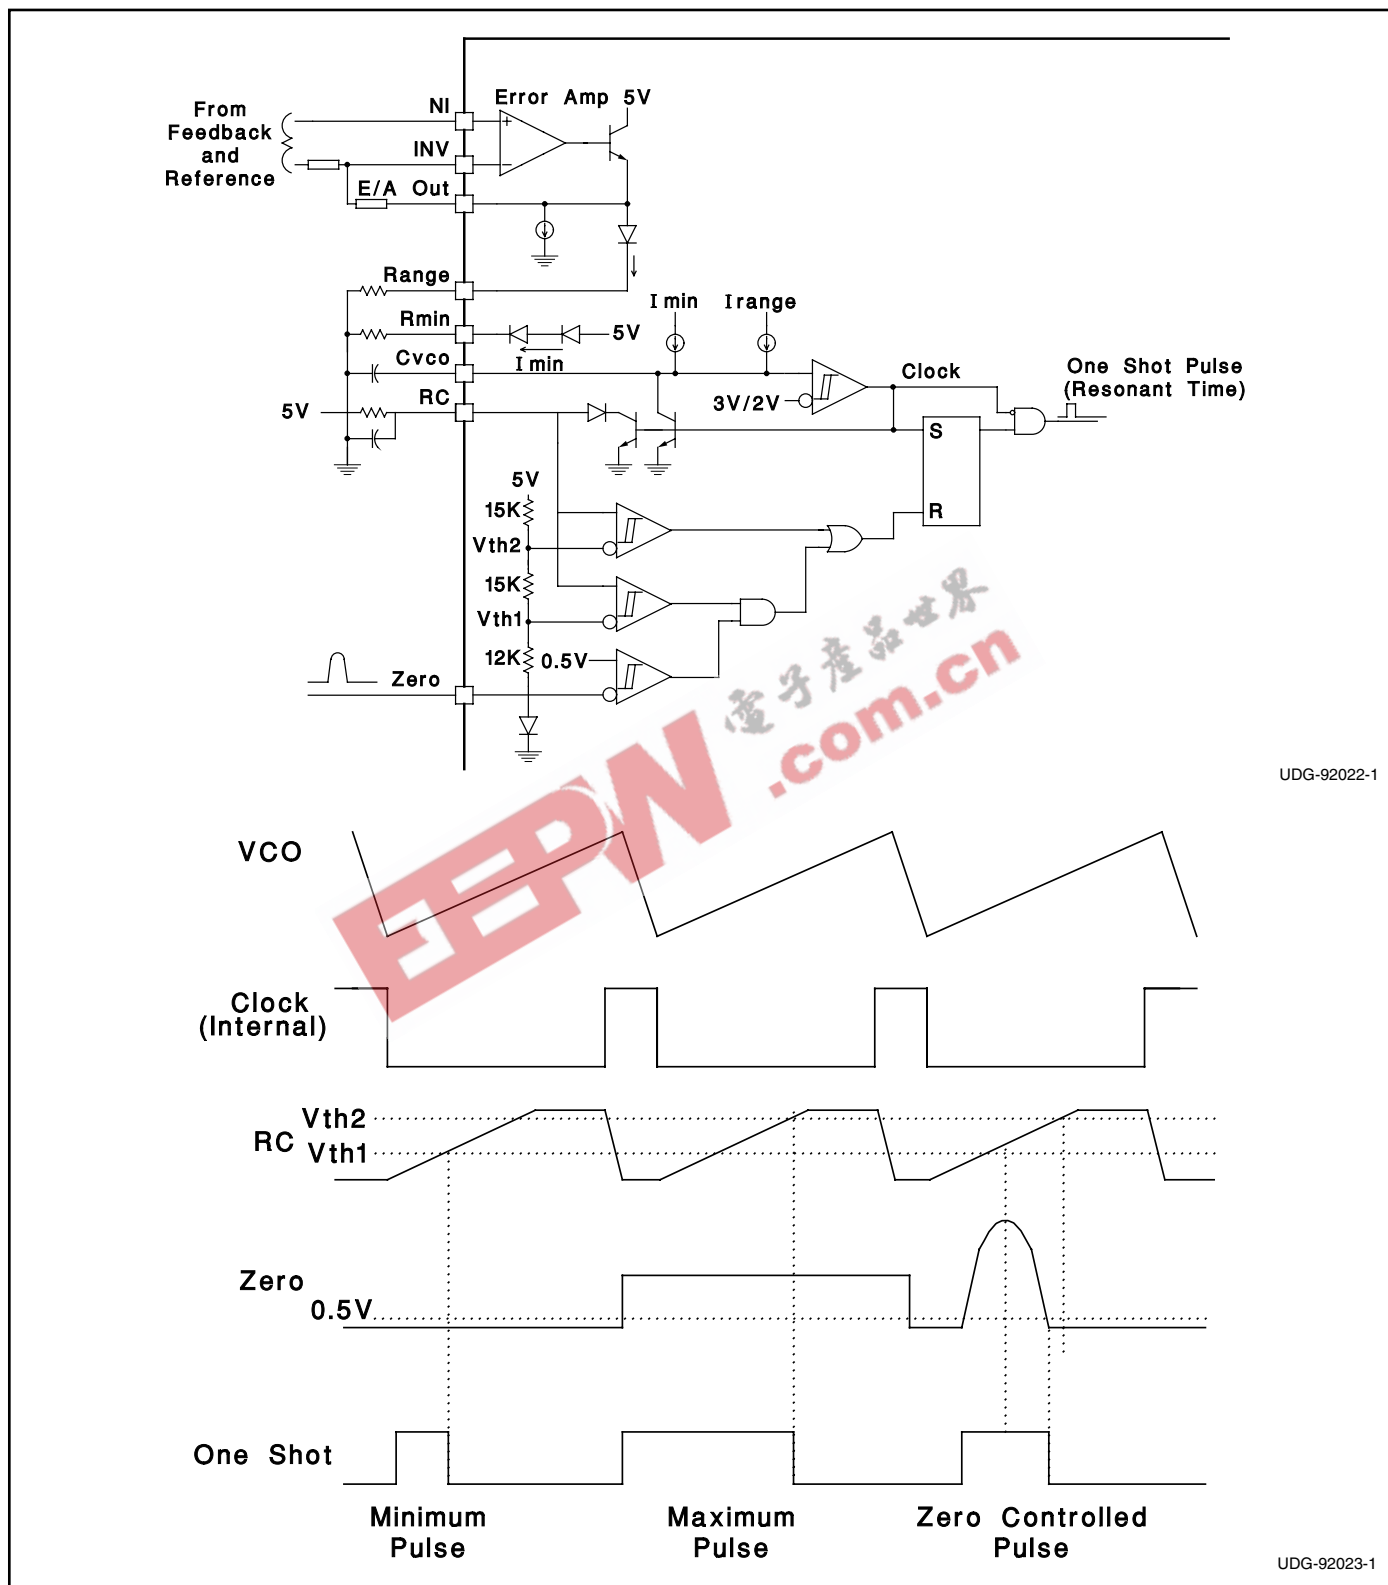 From
Feedback
and
Reference
NI
Error Amp 5V
INV
E/A Out
Range
Rmin
5V
I min
I range
Cvco
I min
Clock
One Shot Pulse
(Resonant Time)
5V
RC
3V/2V
S
R
5V
15K
Vth2
15K
Vth1
12K
0.5V
Zero
電子產品世界
EEPW.com.cn
UDG-92022-1
VCO
Clock
(Internal)
Vth2
RC
Vth1
Zero
0.5V
One Shot
Minimum
Pulse
Maximum
Pulse
Zero Controlled
Pulse
UDG-92023-1